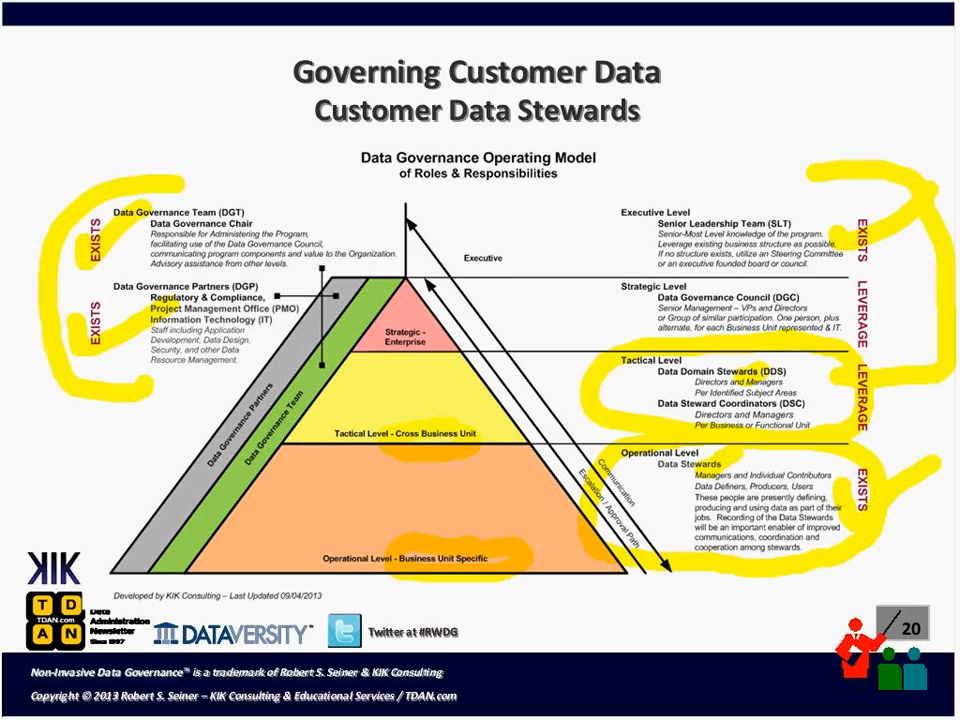 Governing Customer Data
Customer Data Stewards
Data Governance Operating Model
of Roles & Responsibilities
EXISTS
Data Governance Team (DGT)
Data Governance Chair
Responsible for Administering the Program,
facilitating use of the Data Governance Council,
communicating program components and value to the Organization.
Advisory assistance from other levels.
EXISTS
Data Governance Partners (DGP)
Regulatory & Compliance,
Project Management Office (PMO)
Information Technology (IT)
Staff including Application
Development, Data Design,
Security, and other Data
Resource Management.
Executive
Strategic -
Enterprise
Tactical Level - Cross Business Unit
Operational Level - Business Unit Specific
Data Governance Partners
Data Governance Team
Communication
Escalation / Approval Path
Executive Level
Senior Leadership Team (SLT)
Senior-Most Level knowledge of the program.
Leverage existing business structure as possible.
If no structure exists, utilize an Steering Committee
or an executive founded board or council.
EXISTS
Strategic Level
Data Governance Council (DGC)
Senior Management – VPs and Directors
or Group of similar participation. One person, plus
alternate, for each Business Unit represented & IT.
LEVERAGE
Tactical Level
Data Domain Stewards (DDS)
Directors and Managers
Per Identified Subject Areas
Data Steward Coordinators (DSC)
Directors and Managers
Per Business or Functional Unit
LEVERAGE
Operational Level
Data Stewards
Managers and Individual Contributors
Data Definers, Producers, Users
These people are presently defining,
producing and using data as part of their
jobs. Recording of the Data Stewards
will be an important enabler of improved
communications, coordination and
cooperation among stewards.
EXISTS
Developed by KIK Consulting – Last Updated 09/04/2013
KIK
T D
TDAN.com
A N
Data
Administration
Newsletter
Since 1997
DATAVERSITY™
Twitter at #RWDG
20
Non-Invasive Data Governance™ is a trademark of Robert S. Seiner & KIK Consulting
Copyright © 2013 Robert S. Seiner – KIK Consulting & Educational Services / TDAN.com